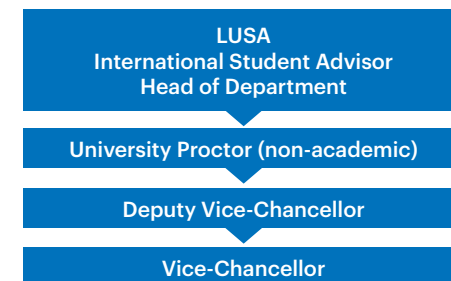 LUSA
International Student Advisor
Head of Department
University Proctor (non-academic)
Deputy Vice-Chancellor
Vice-Chancellor